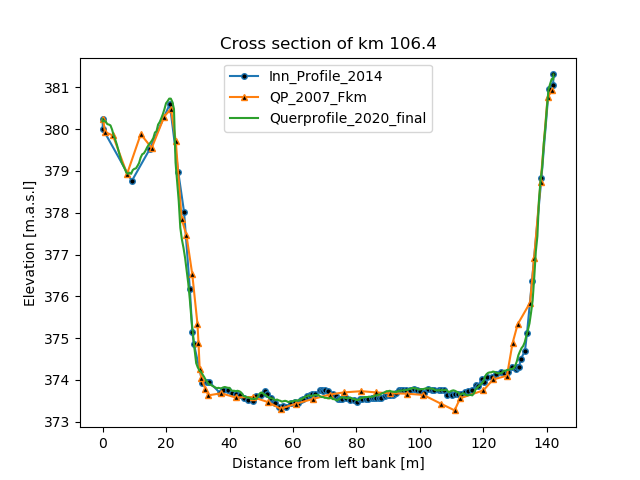 Cross section of km 106.4
Inn_Profile_2014
QP_2007_Fkm
Querprofile_2020_final
Elevation [m.a.s.l]
381
380
379
378
377
376
375
374
373
0 20 40 60 80 100 120 140
Distance from left bank [m]